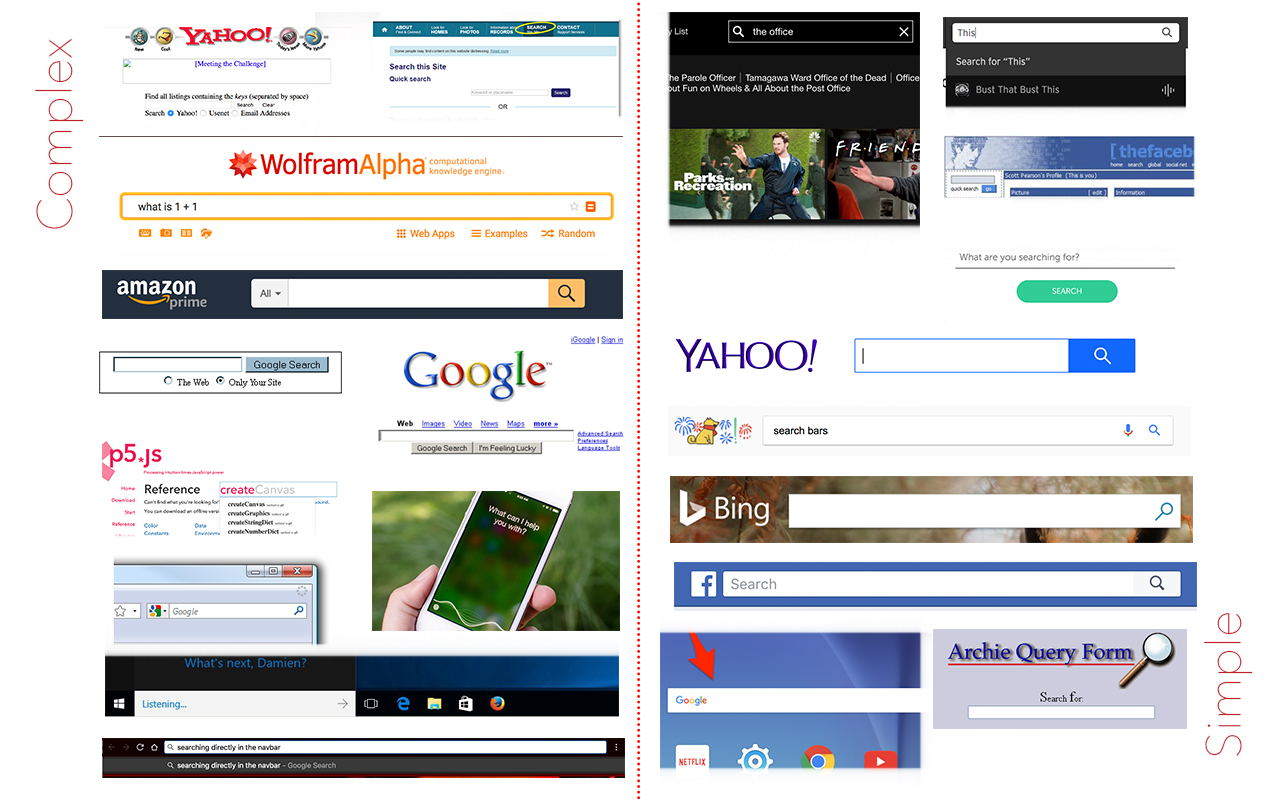 Complex
New
Cool
YAHOO!
Today's News
More Yahoos
[Meeting the Challenge]
Find all listings containing the keys (separated by space)
Search Clear
Search Yahoo! Usenet Email Addresses
ABOUT
Find & Connect
Look for
HOMES
Look for
PHOTOS
Information about
RECORDS
SEARCH
this Site
CONTACT
Support Services
Some people may find content on this website distressing. Read more
Search this Site
Quick search
Keyword or placename
Search
OR
WolframAlpha computational
knowledge engine.
what is 1 + 1
Web Apps Examples Random
amazon
prime
All
Google Search
The Web Only Your Site
iGoogle | Sign in
Google™
Web Images Video News Maps more »
Advanced Search
Preferences
Language Tools
Google Search I'm Feeling Lucky
p5.js
Processing intuition times JavaScript power
Home
Download
Start
Reference
Reference
createCanvas
Can't find what you're looking for?
You can download an offline versi
ound.
Color
Constants
Data
Environme
createCanvas
createGraphics
createStringDict
createNumberDict
What can I help
you with?
Google
What's next, Damien?
Listening...
searching directly in the navbar
searching directly in the navbar – Google Search
y List
the office
The Parole Officer | Tamagawa Ward Office of the Dead | Office
out Fun on Wheels & All About the Post Office
Parks and
Recreation
FRIEND
This
Search for “This”
Bust That Bust This
[ thefaceb
home search global social net
quick search go
Scott Pearson's Profile (This is you)
Picture [ edit ] Information
What are you searching for?
SEARCH
YAHOO!
search bars
Bing
Search
Google
NETFLIX
Archie Query Form
Search for:
Simple